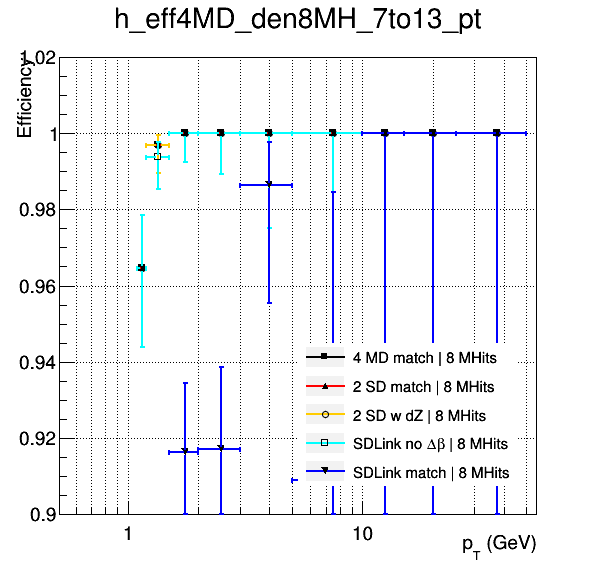 h_eff4MD_den8MH_7to13_pt
Efficiency
1.02
1
0.98
0.96
0.94
0.92
0.9
4 MD match | 8 MHits
2 SD match | 8 MHits
2 SD w dZ | 8 MHits
SDLink no Δβ | 8 MHits
SDLink match | 8 MHits
1
10
p_T (GeV)